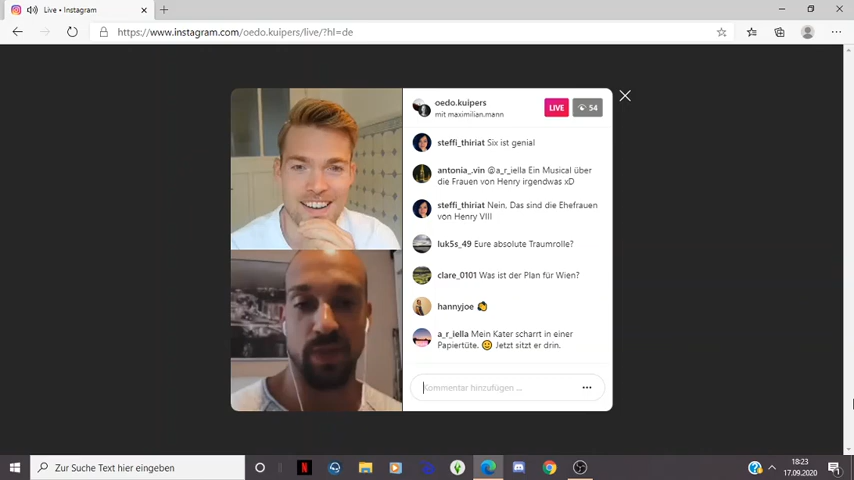 Live • Instagram
https://www.instagram.com/oedo.kuipers/live/?hl=de
oedo.kuipers
mit maximilian.mann
LIVE
54
steffi_thiriat Six ist genial
antonia_.vin @a_r_iella Ein Musical über
die Frauen von Henry irgendwas xD
steffi_thiriat Nein, Das sind die Ehefrauen
von Henry VIII
luk5s_49 Eure absolute Traumrolle?
clare_0101 Was ist der Plan für Wien?
hannyjoe 👏
a_r_iella Mein Kater scharrt in einer
Papiertüte. 🙂 Jetzt sitzt er drin.
Kommentar hinzufügen ...
Zur Suche Text hier eingeben
18:23
17.09.2020